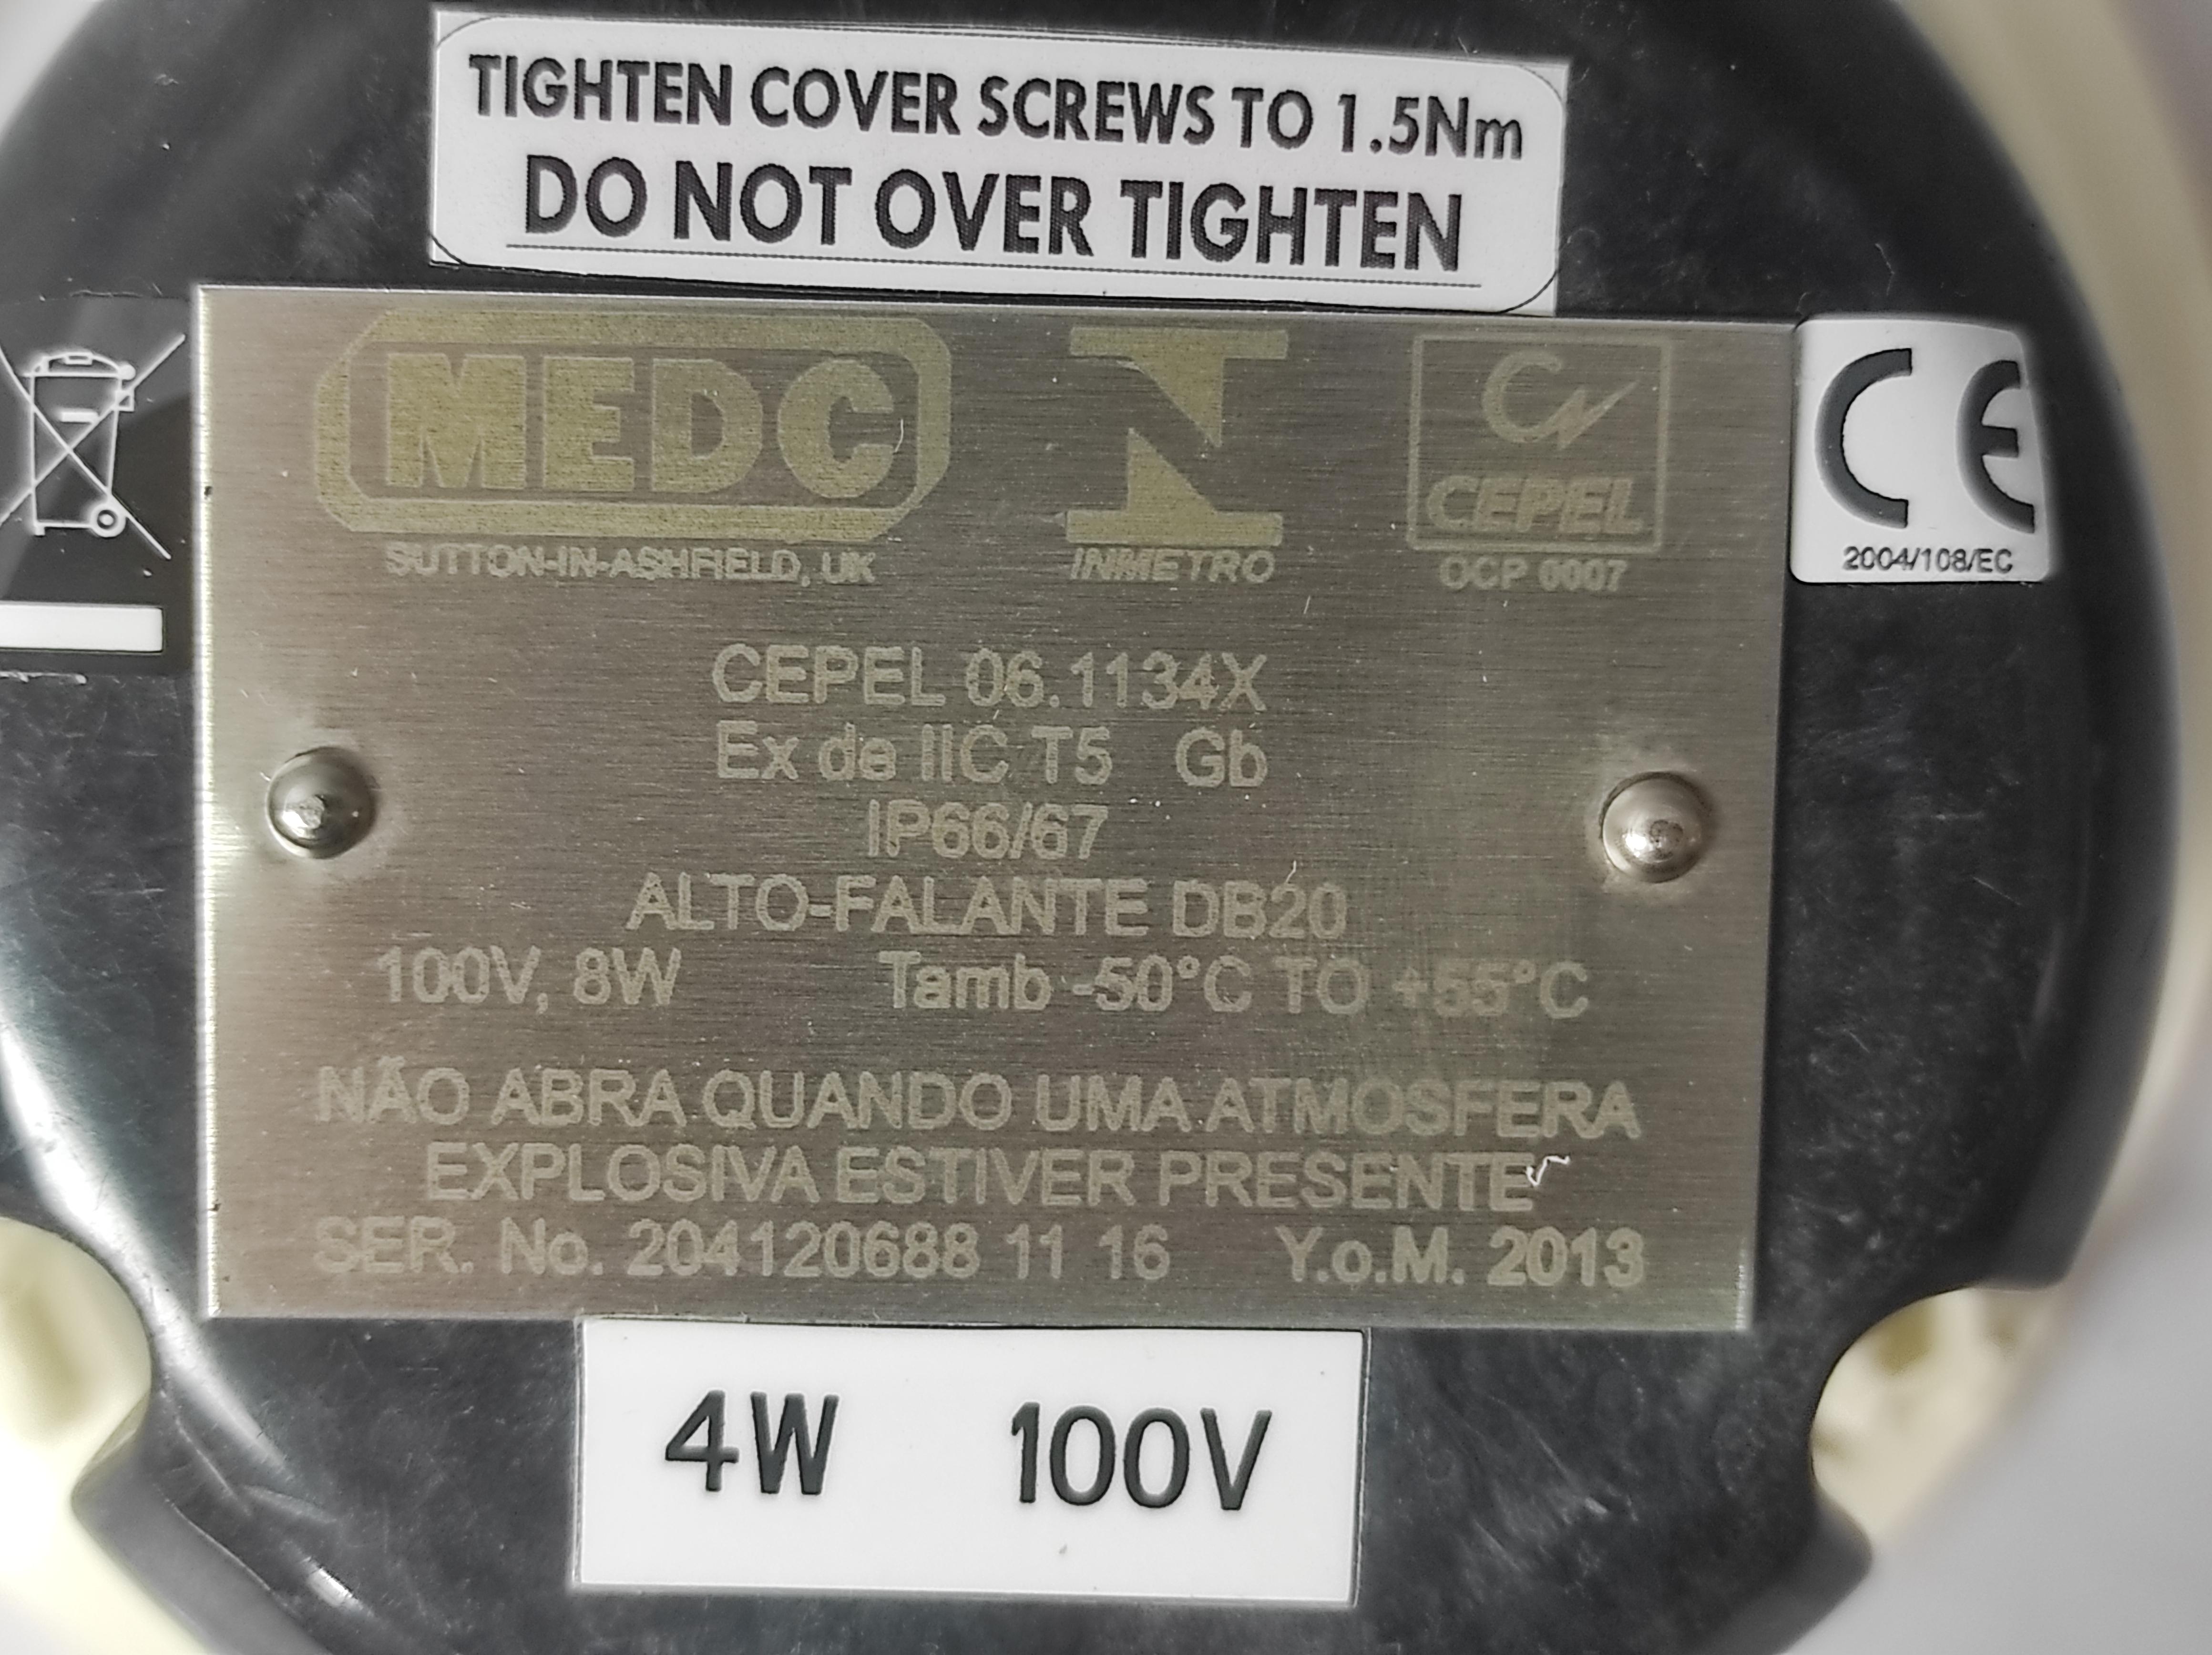 TIGHTEN COVER SCREWS TO 1.5Nm
DO NOT OVER TIGHTEN
MEDC
SUTTON-IN-ASHFIELD, UK
N
INMETRO
CEPEL
OCP 0007
CE
2004/108/EC
CEPEL 06.1134X
Ex de IIC T5 Gb
IP66/67
ALTO-FALANTE DB20
100V, 8W Tamb -50°C TO +55°C
NÃO ABRA QUANDO UMA ATMOSFERA
EXPLOSIVA ESTIVER PRESENTE
SER. No. 204120688 11 16 Y.o.M. 2013
4W 100V